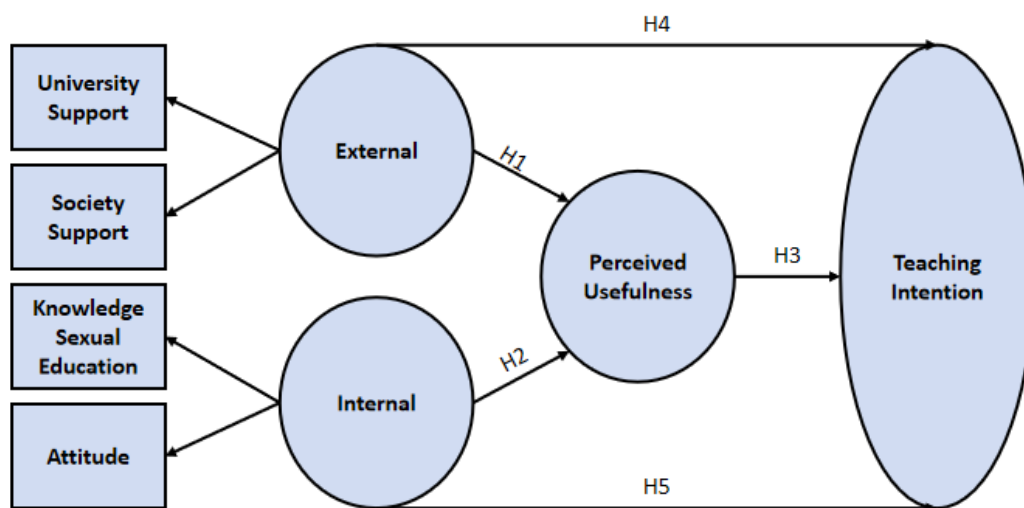 H4
University
Support
External
H1
Society
Support
Perceived
Usefulness
H3
Teaching
Intention
Knowledge
Sexual
Education
H2
Internal
Attitude
H5